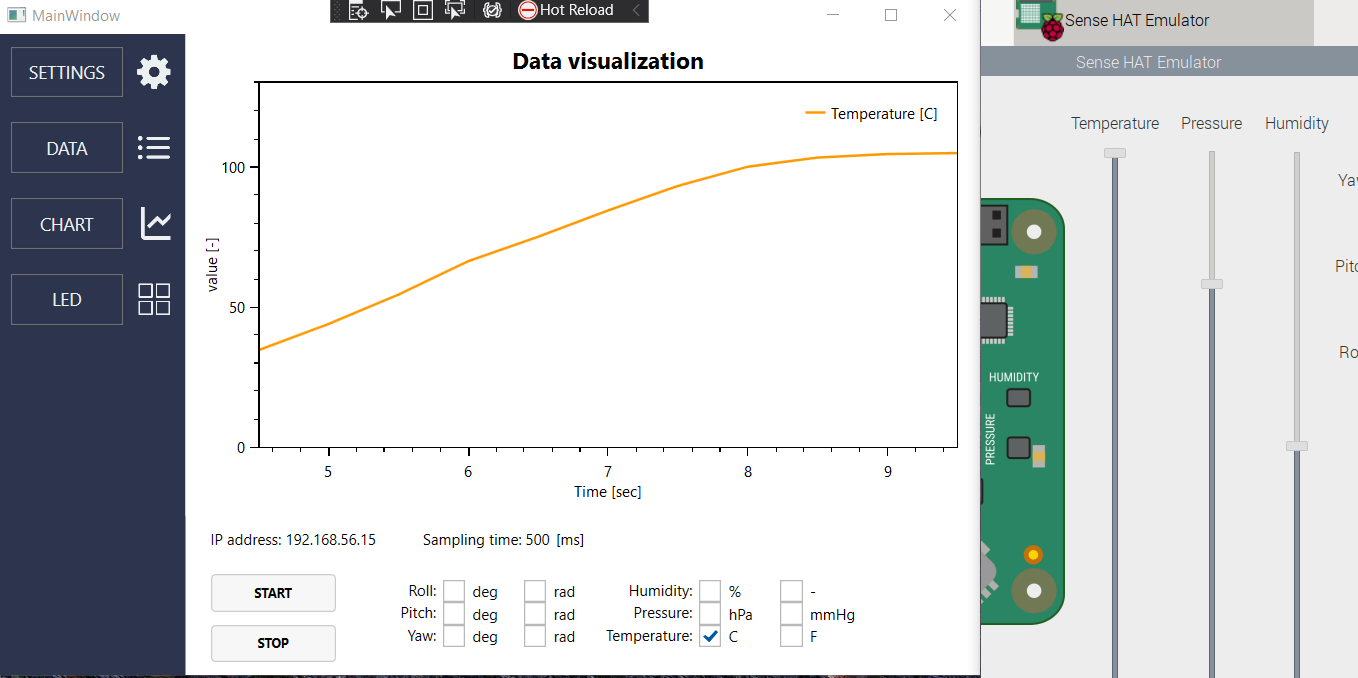 MainWindow
Hot Reload
SETTINGS
DATA
CHART
LED
Data visualization
Temperature [C]
100
50
0
value [-]
5 6 7 8 9
Time [sec]
IP address: 192.168.56.15 Sampling time: 500 [ms]
START
STOP
Roll: deg rad Humidity: % -
Pitch: deg rad Pressure: hPa mmHg
Yaw: deg rad Temperature: C F
Sense HAT Emulator
Sense HAT Emulator
Temperature Pressure Humidity
Ya
Pitc
Ro
HUMIDITY
PRESSURE